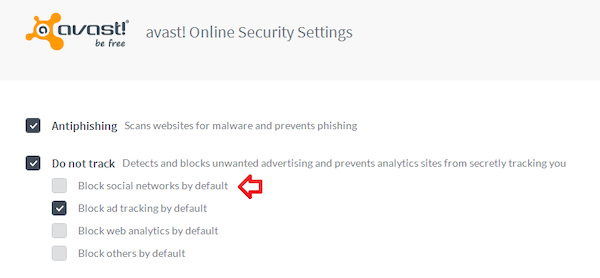 avast!
be free
avast! Online Security Settings
Antiphishing Scans websites for malware and prevents phishing
Do not track Detects and blocks unwanted advertising and prevents analytics sites from secretly tracking you
Block social networks by default
Block ad tracking by default
Block web analytics by default
Block others by default